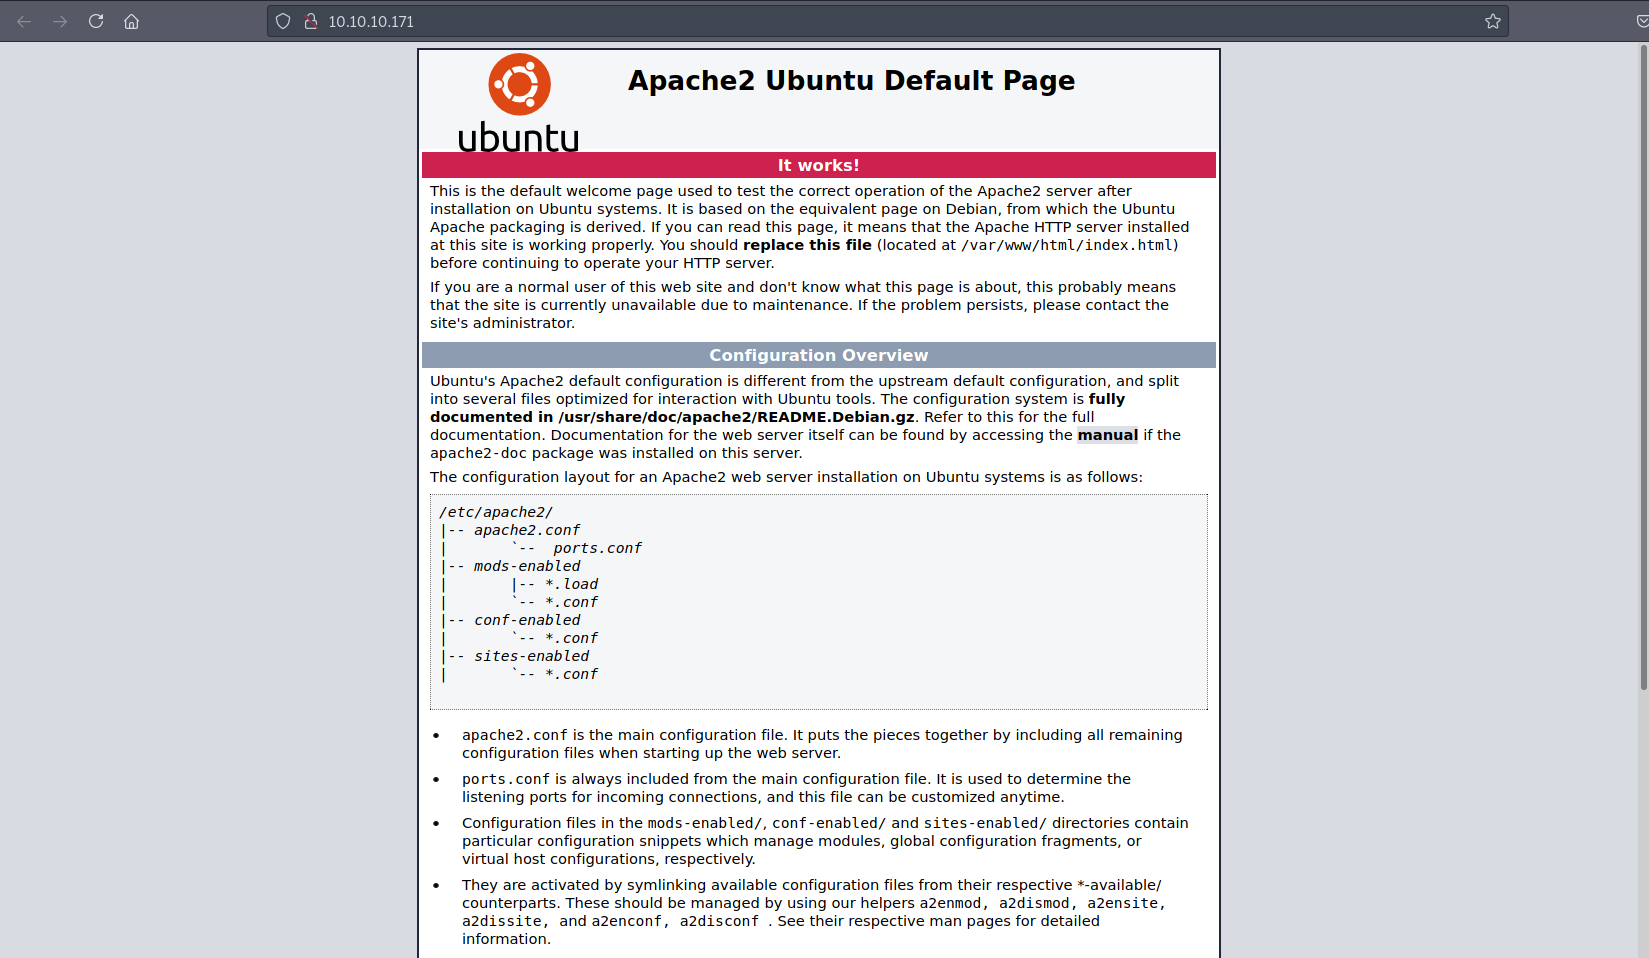 10.10.10.171
ubuntu
Apache2 Ubuntu Default Page
It works!
This is the default welcome page used to test the correct operation of the Apache2 server after
installation on Ubuntu systems. It is based on the equivalent page on Debian, from which the Ubuntu
Apache packaging is derived. If you can read this page, it means that the Apache HTTP server installed
at this site is working properly. You should replace this file (located at /var/www/html/index.html)
before continuing to operate your HTTP server.
If you are a normal user of this web site and don't know what this page is about, this probably means
that the site is currently unavailable due to maintenance. If the problem persists, please contact the
site's administrator.
Configuration Overview
Ubuntu's Apache2 default configuration is different from the upstream default configuration, and split
into several files optimized for interaction with Ubuntu tools. The configuration system is fully
documented in /usr/share/doc/apache2/README.Debian.gz. Refer to this for the full
documentation. Documentation for the web server itself can be found by accessing the manual if the
apache2-doc package was installed on this server.
The configuration layout for an Apache2 web server installation on Ubuntu systems is as follows:
/etc/apache2/
|-- apache2.conf
|       `--  ports.conf
|-- mods-enabled
|       |-- *.load
|       `-- *.conf
|-- conf-enabled
|       `-- *.conf
|-- sites-enabled
|       `-- *.conf
• apache2.conf is the main configuration file. It puts the pieces together by including all remaining
configuration files when starting up the web server.
• ports.conf is always included from the main configuration file. It is used to determine the
listening ports for incoming connections, and this file can be customized anytime.
• Configuration files in the mods-enabled/, conf-enabled/ and sites-enabled/ directories contain
particular configuration snippets which manage modules, global configuration fragments, or
virtual host configurations, respectively.
• They are activated by symlinking available configuration files from their respective *-available/
counterparts. These should be managed by using our helpers a2enmod, a2dismod, a2ensite,
a2dissite, and a2enconf, a2disconf . See their respective man pages for detailed
information.